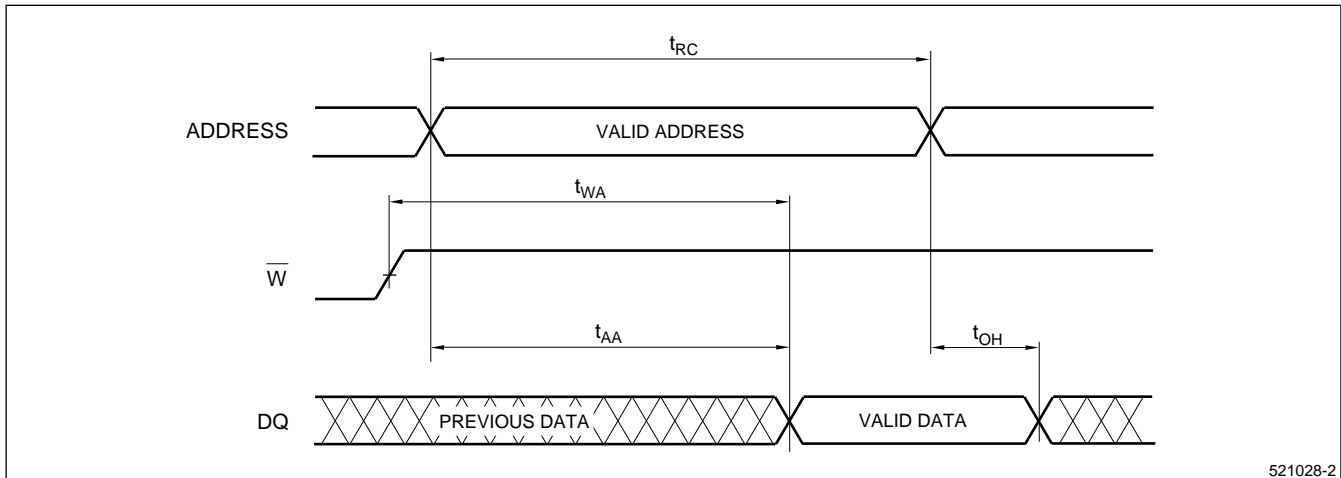 tRC
ADDRESS
VALID ADDRESS
tWA
W
tAA
tOH
DQ
PREVIOUS DATA
VALID DATA
521028-2